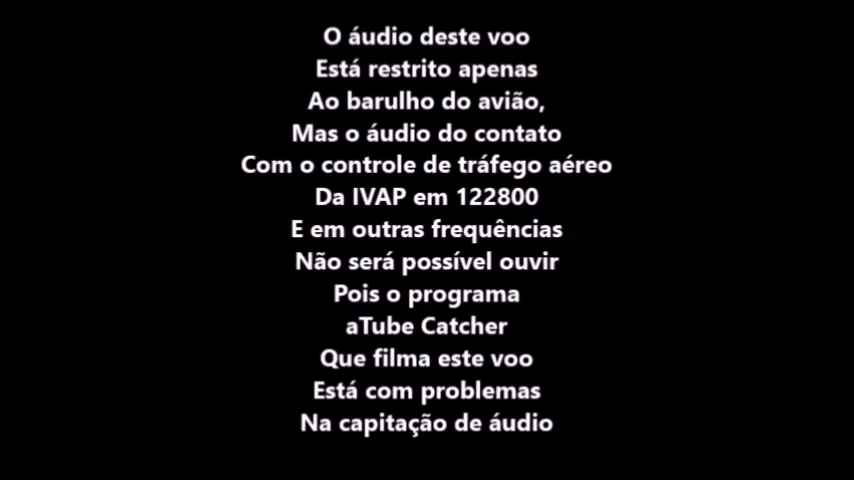 O áudio deste voo
Está restrito apenas
Ao barulho do avião,
Mas o áudio do contato
Com o controle de tráfego aéreo
Da IVAP em 122800
E em outras frequências
Não será possível ouvir
Pois o programa
aTube Catcher
Que filma este voo
Está com problemas
Na capitação de áudio